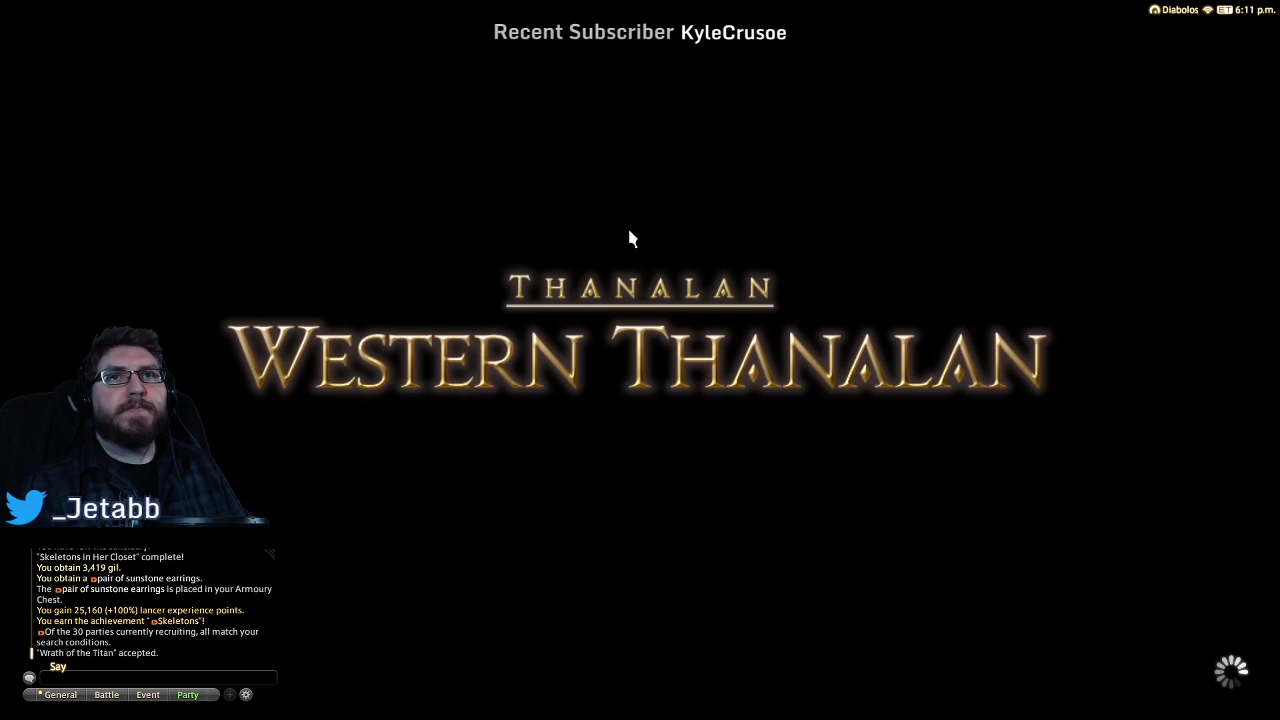 Diabolos ET 6:11 p.m.
Recent Subscriber KyleCrusoe
THANALAN
WESTERN THANALAN
_Jetabb
"Skeletons in Her Closet" complete!
You obtain 3,419 gil.
You obtain a pair of sunstone earrings.
The pair of sunstone earrings is placed in your Armoury
Chest.
You gain 25,160 (+100%) lancer experience points.
You earn the achievement "Skeletons"!
Of the 30 parties currently recruiting, all match your
search conditions.
"Wrath of the Titan" accepted.
Say
General Battle Event Party